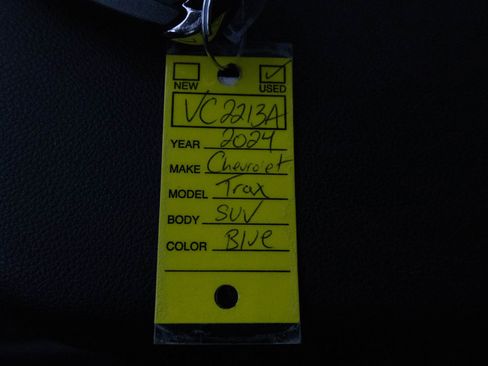 NEW USED
VC2213A
YEAR 2024
MAKE Chevrolet
MODEL Trax
BODY SUV
COLOR Blue